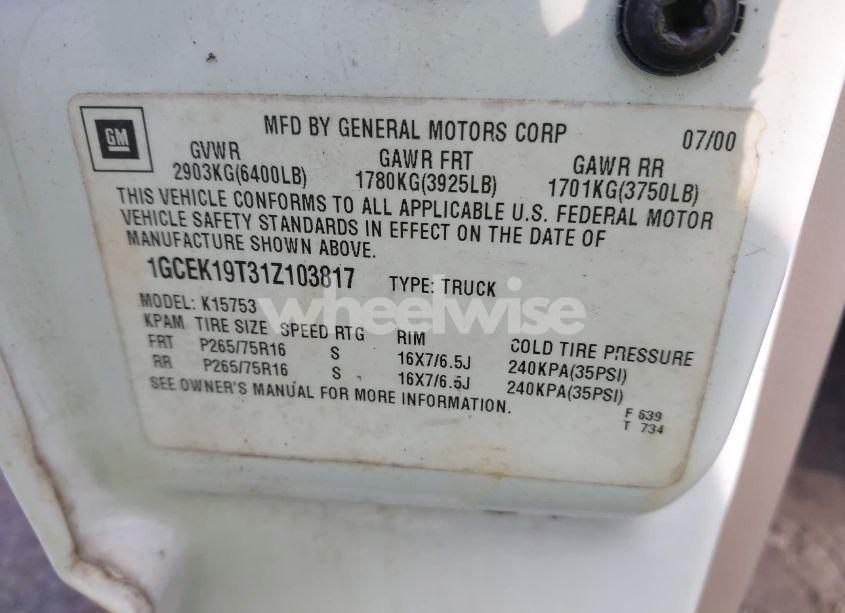 GM
MFD BY GENERAL MOTORS CORP 07/00
GVWR GAWR FRT GAWR RR
2903KG(6400LB) 1780KG(3925LB) 1701KG(3750LB)
THIS VEHICLE CONFORMS TO ALL APPLICABLE U.S. FEDERAL MOTOR
VEHICLE SAFETY STANDARDS IN EFFECT ON THE DATE OF
MANUFACTURE SHOWN ABOVE.
1GCEK19T31Z103817 TYPE: TRUCK
MODEL: K15753
wheelwise
KPAM TIRE SIZE SPEED RTG RIM COLD TIRE PRESSURE
FRT P265/75R16 S 16X7/6.5J 240KPA(35PSI)
RR P265/75R16 S 16X7/6.5J 240KPA(35PSI)
SEE OWNER'S MANUAL FOR MORE INFORMATION.
F 639
T 734